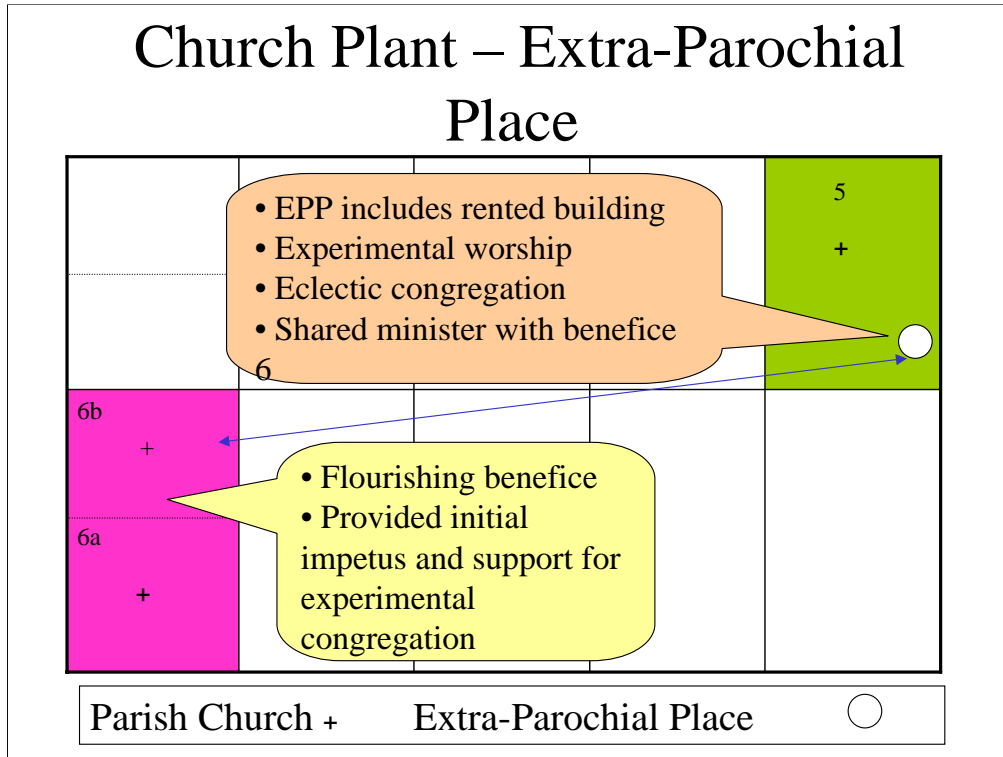 Church Plant – Extra-Parochial
Place
• EPP includes rented building
• Experimental worship
• Eclectic congregation
• Shared minister with benefice
6
5
+
6b
+
6a
+
• Flourishing benefice
• Provided initial
impetus and support for
experimental
congregation
Parish Church + Extra-Parochial Place